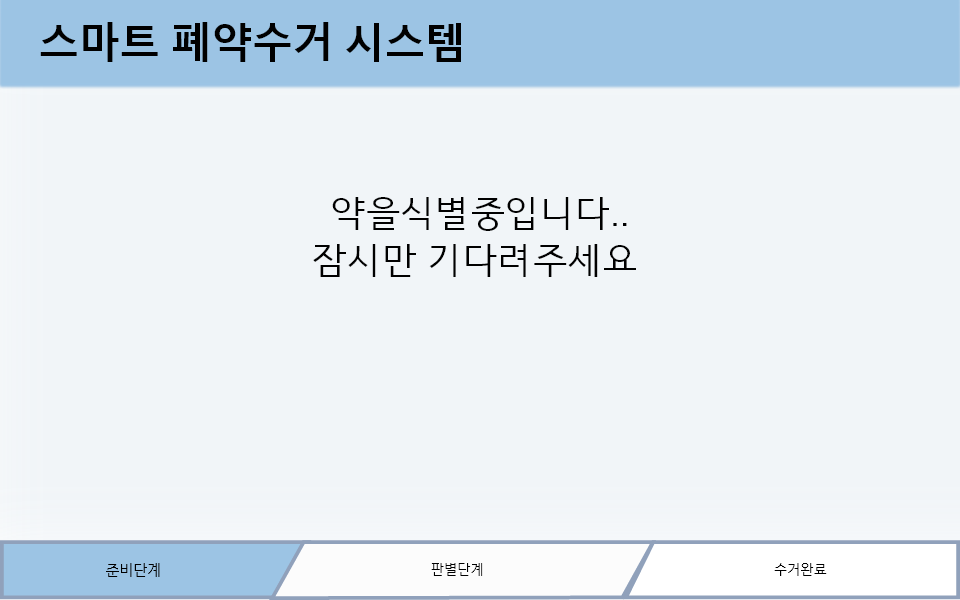 스마트 폐약수거 시스템
약을식별중입니다..
잠시만 기다려주세요
준비단계
판별단계
수거완료